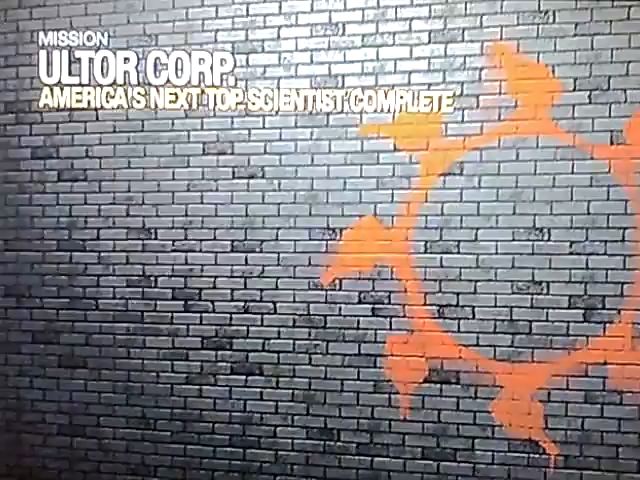 MISSION
ULTOR CORP.
AMERICA'S NEXT TOP SCIENTIST COMPLETE